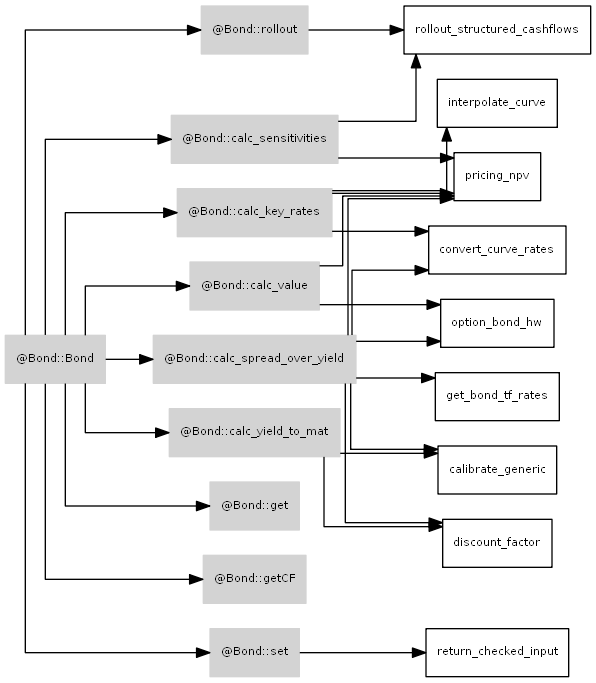 @Bond::rollout
rollout_structured_cashflows
interpolate_curve
@Bond::calc_sensitivities
pricing_npv
@Bond::calc_key_rates
convert_curve_rates
@Bond::calc_value
option_bond_hw
@Bond::Bond
@Bond::calc_spread_over_yield
get_bond_tf_rates
@Bond::calc_yield_to_mat
calibrate_generic
@Bond::get
discount_factor
@Bond::getCF
@Bond::set
return_checked_input